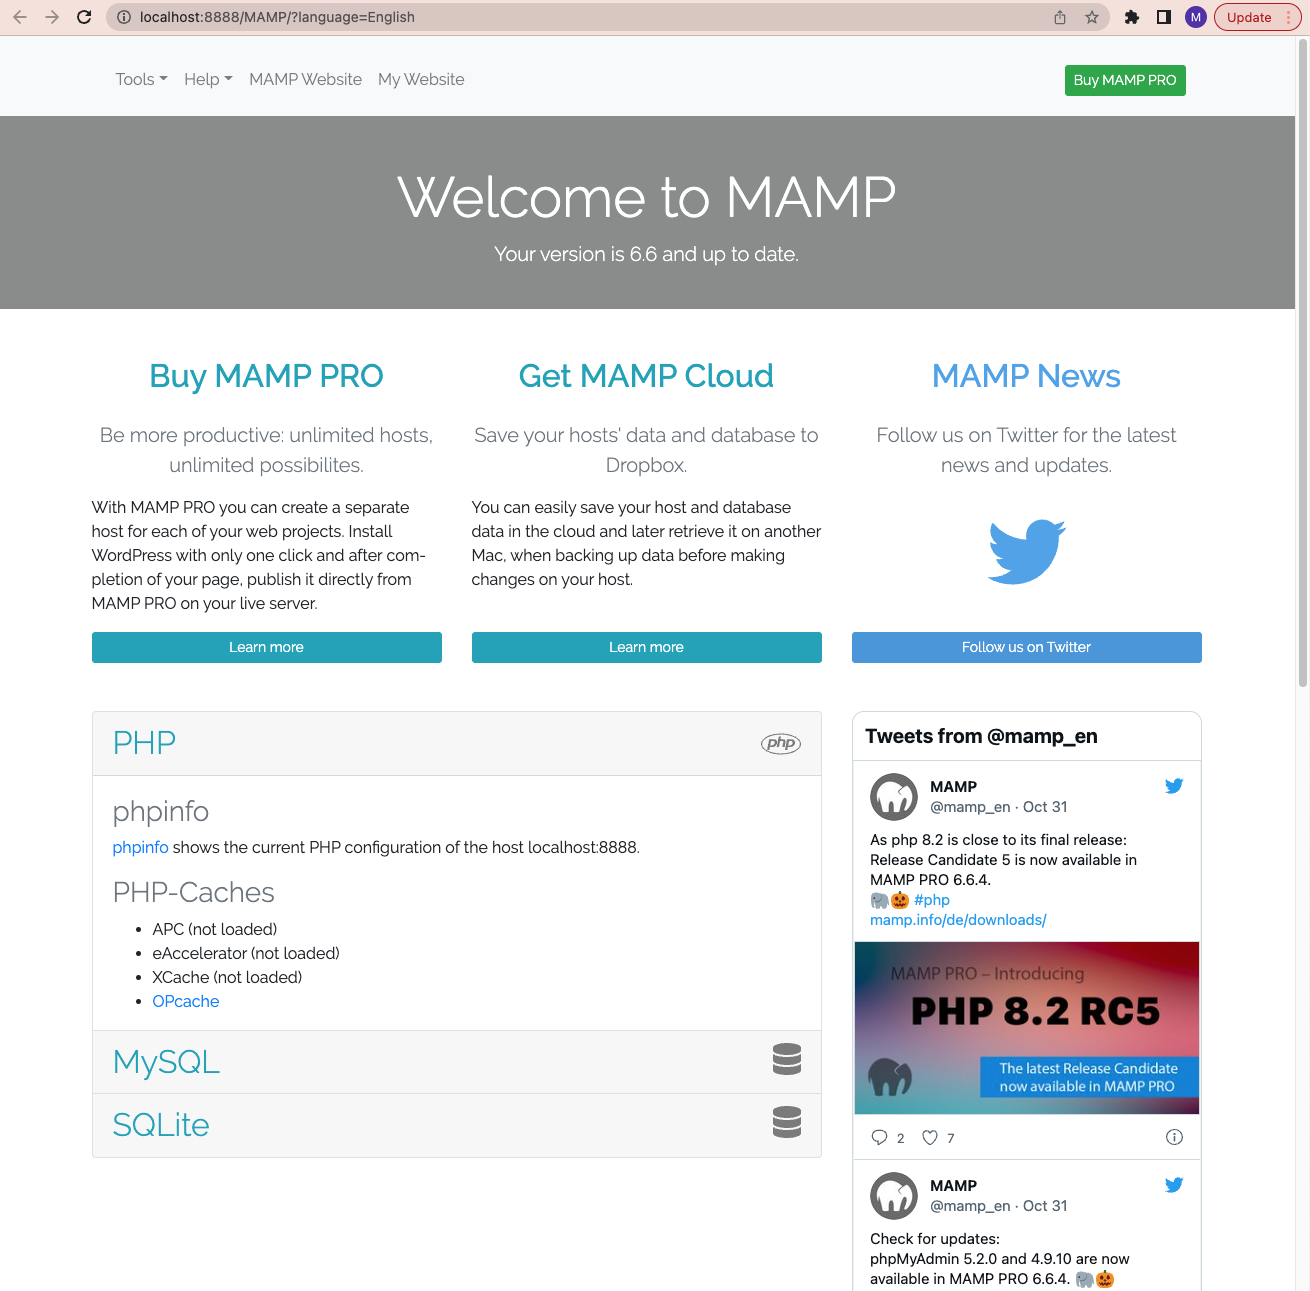 localhost:8888/MAMP/?language=English
M
Update
Tools
Help
MAMP Website
My Website
Buy MAMP PRO
Welcome to MAMP
Your version is 6.6 and up to date.
Buy MAMP PRO
Be more productive: unlimited hosts,
unlimited possibilites.
With MAMP PRO you can create a separate
host for each of your web projects. Install
WordPress with only one click and after com-
pletion of your page, publish it directly from
MAMP PRO on your live server.
Learn more
Get MAMP Cloud
Save your hosts' data and database to
Dropbox.
You can easily save your host and database
data in the cloud and later retrieve it on another
Mac, when backing up data before making
changes on your host.
Learn more
MAMP News
Follow us on Twitter for the latest
news and updates.
Follow us on Twitter
PHP
php
phpinfo
phpinfo shows the current PHP configuration of the host localhost:8888.
PHP-Caches
• APC (not loaded)
• eAccelerator (not loaded)
• XCache (not loaded)
• OPcache
MySQL
SQLite
Tweets from @mamp_en
MAMP
@mamp_en · Oct 31
As php 8.2 is close to its final release:
Release Candidate 5 is now available in
MAMP PRO 6.6.4.
🐘🎃 #php
mamp.info/de/downloads/
MAMP PRO – Introducing
PHP 8.2 RC5
The latest Release Candidate
now available in MAMP PRO
2
7
MAMP
@mamp_en · Oct 31
Check for updates:
phpMyAdmin 5.2.0 and 4.9.10 are now
available in MAMP PRO 6.6.4. 🐘🎃